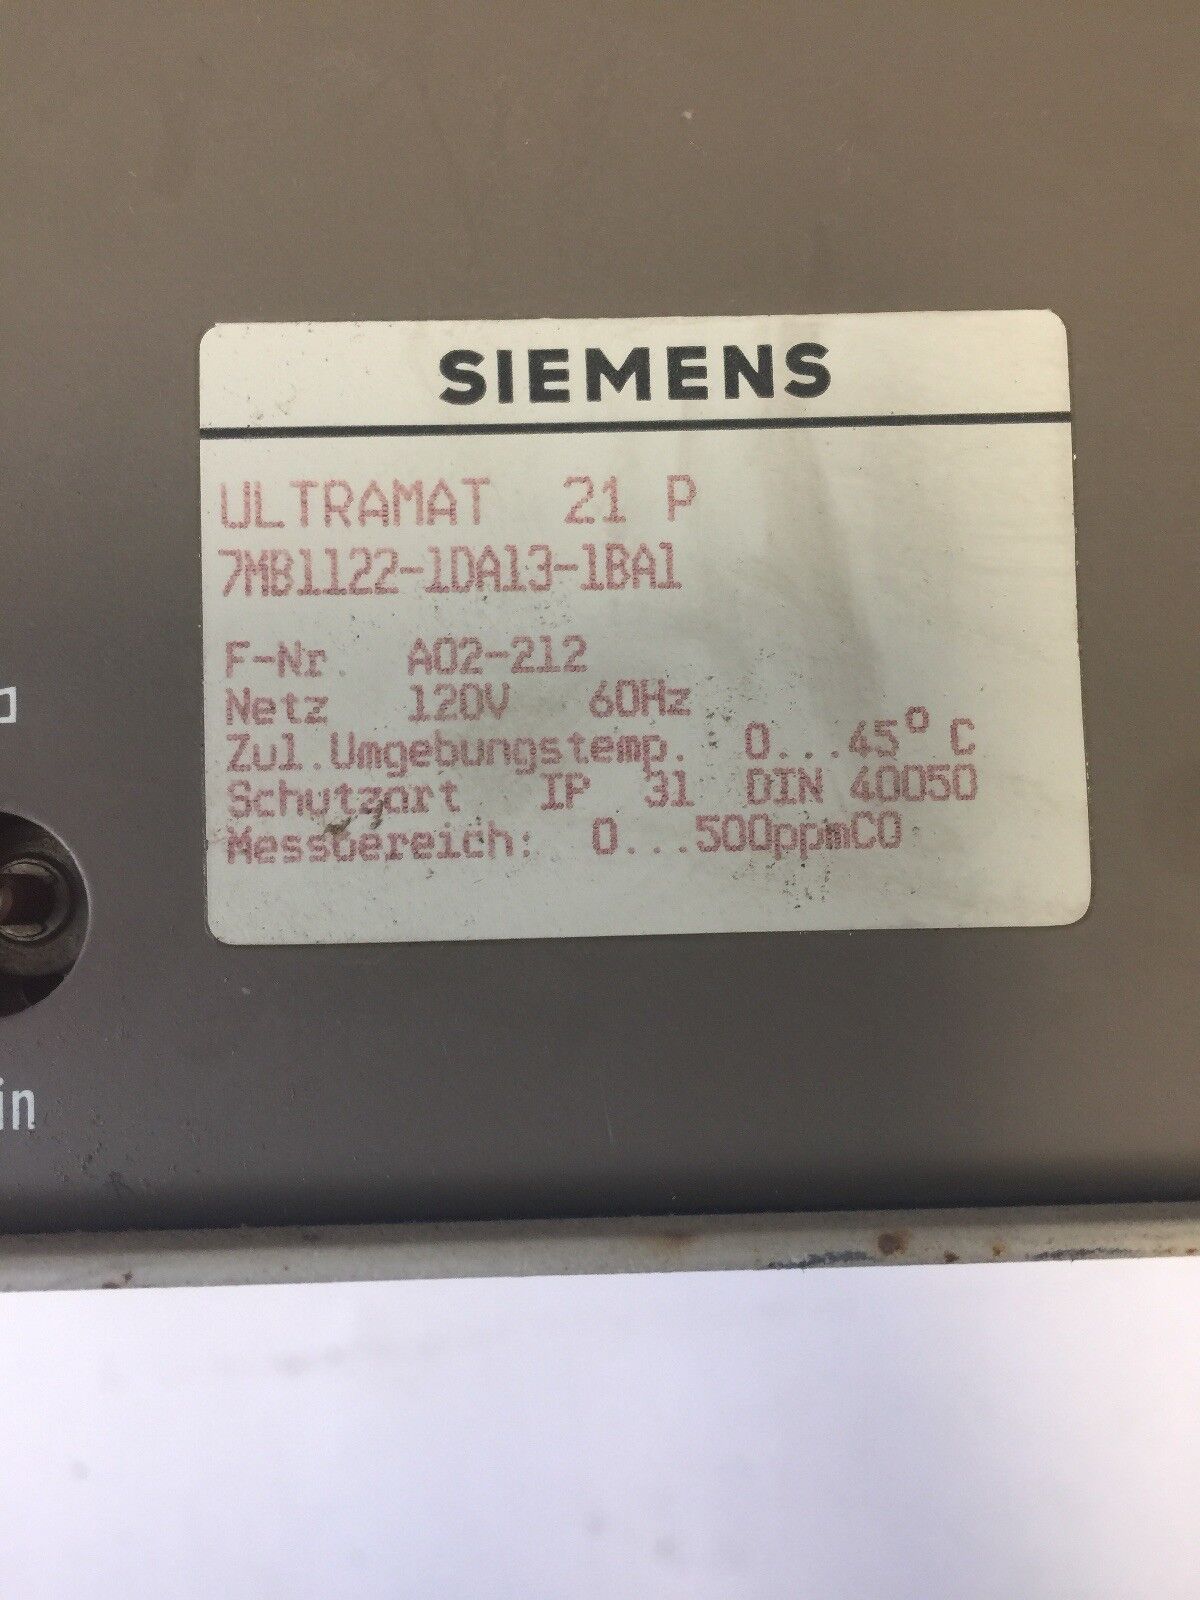 SIEMENS
ULTRAMAT 21 P
7MB1122-1DA13-1BA1
F-Nr. A02-212
Netz 120V 60Hz
Zul.Umgebungstemp. 0...45° C
Schutzart IP 31 DIN 40050
Messbereich: 0...500ppmCO
in